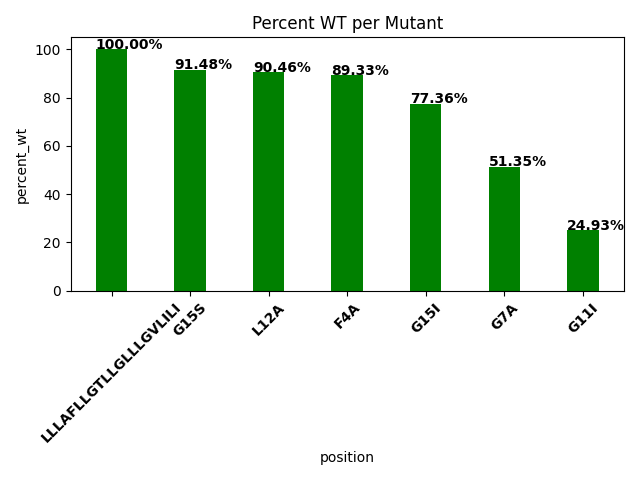 Percent WT per Mutant
percent_wt
100
80
60
40
20
0
100.00%
91.48%
90.46%
89.33%
77.36%
51.35%
24.93%
LLLAFLLGTLLGLLLGVLILI
G15S
L12A
F4A
G15I
G7A
G11I
position